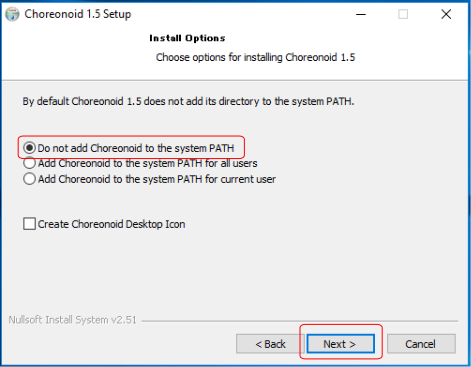 Choreonoid 1.5 Setup
Install Options
Choose options for installing Choreonoid 1.5
By default Choreonoid 1.5 does not add its directory to the system PATH.
Do not add Choreonoid to the system PATH
Add Choreonoid to the system PATH for all users
Add Choreonoid to the system PATH for current user
Create Choreonoid Desktop Icon
Nullsoft Install System v2.51
< Back Next > Cancel